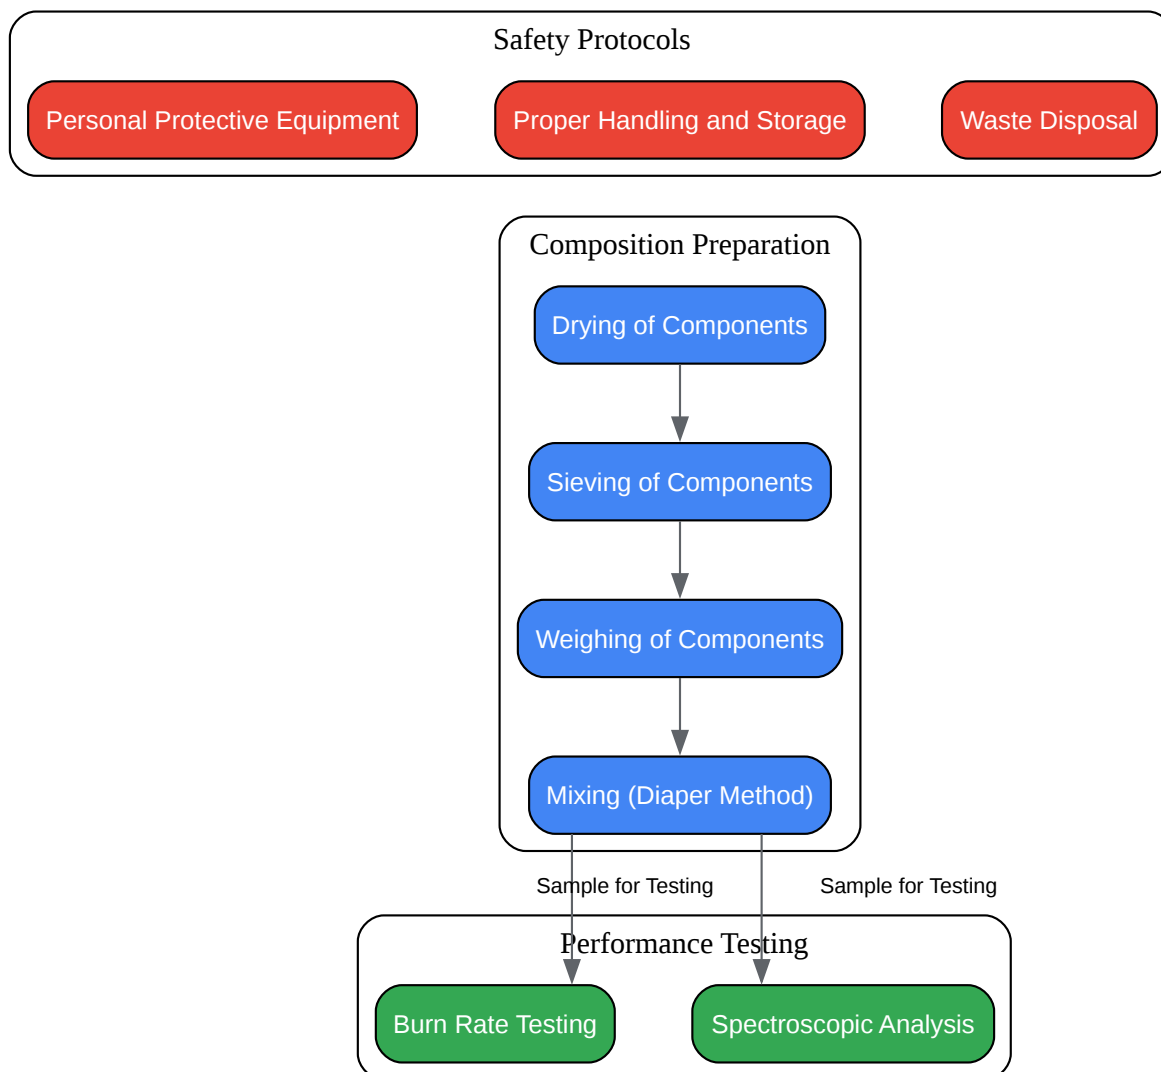 Safety Protocols
Personal Protective Equipment
Proper Handling and Storage
Waste Disposal
Composition Preparation
Drying of Components
Sieving of Components
Weighing of Components
Mixing (Diaper Method)
Sample for Testing
Sample for Testing
Performance Testing
Burn Rate Testing
Spectroscopic Analysis